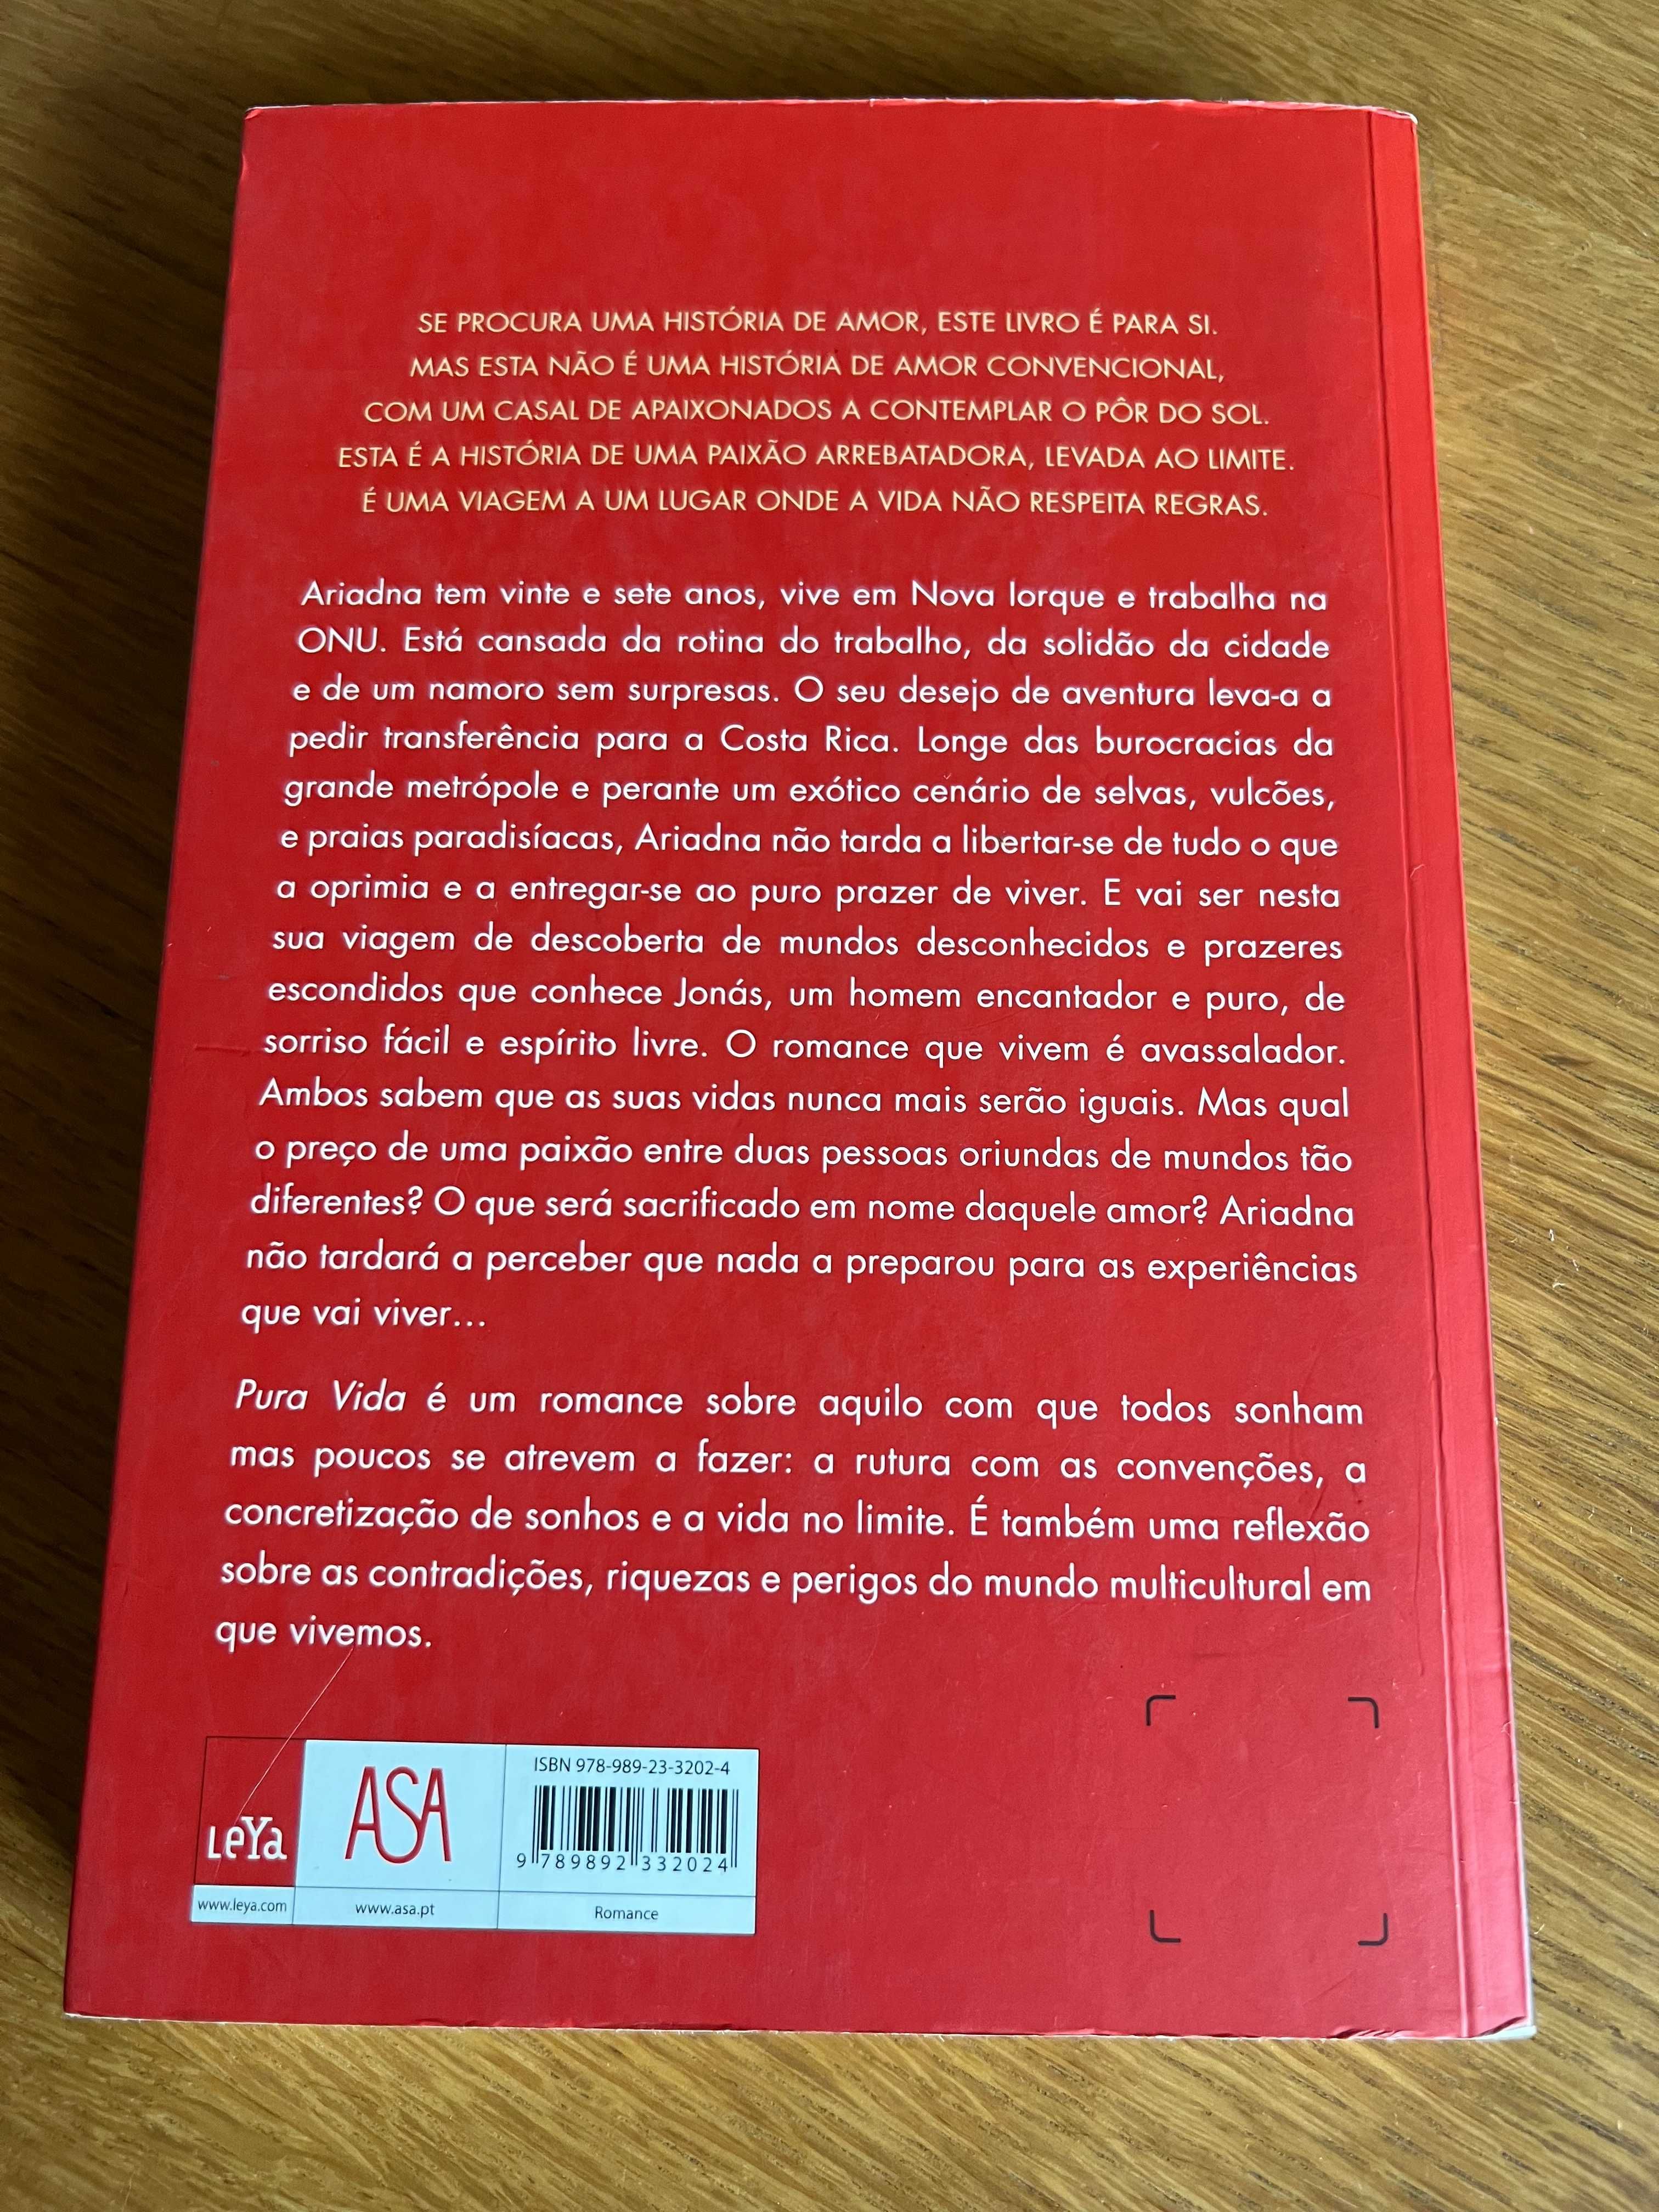 SE PROCURA UMA HISTÓRIA DE AMOR, ESTE LIVRO É PARA SI.
MAS ESTA NÃO É UMA HISTÓRIA DE AMOR CONVENCIONAL,
COM UM CASAL DE APAIXONADOS A CONTEMPLAR O PÔR DO SOL.
ESTA É A HISTÓRIA DE UMA PAIXÃO ARREBATADORA, LEVADA AO LIMITE.
É UMA VIAGEM A UM LUGAR ONDE A VIDA NÃO RESPEITA REGRAS.
Ariadna tem vinte e sete anos, vive em Nova Iorque e trabalha na
ONU. Está cansada da rotina do trabalho, da solidão da cidade
e de um namoro sem surpresas. O seu desejo de aventura leva-a a
pedir transferência para a Costa Rica. Longe das burocracias da
grande metrópole e perante um exótico cenário de selvas, vulcões,
e praias paradisíacas, Ariadna não tarda a libertar-se de tudo o que
a oprimia e a entregar-se ao puro prazer de viver. E vai ser nesta
sua viagem de descoberta de mundos desconhecidos e prazeres
escondidos que conhece Jonás, um homem encantador e puro, de
sorriso fácil e espírito livre. O romance que vivem é avassalador.
Ambos sabem que as suas vidas nunca mais serão iguais. Mas qual
o preço de uma paixão entre duas pessoas oriundas de mundos tão
diferentes? O que será sacrificado em nome daquele amor? Ariadna
não tardará a perceber que nada a preparou para as experiências
que vai viver...
Pura Vida é um romance sobre aquilo com que todos sonham
mas poucos se atrevem a fazer: a rutura com as convenções, a
concretização de sonhos e a vida no limite. É também uma reflexão
sobre as contradições, riquezas e perigos do mundo multicultural em
que vivemos.
LeYa
www.leya.com
ASA
www.asa.pt
ISBN 978-989-23-3202-4
9 789892 332024
Romance